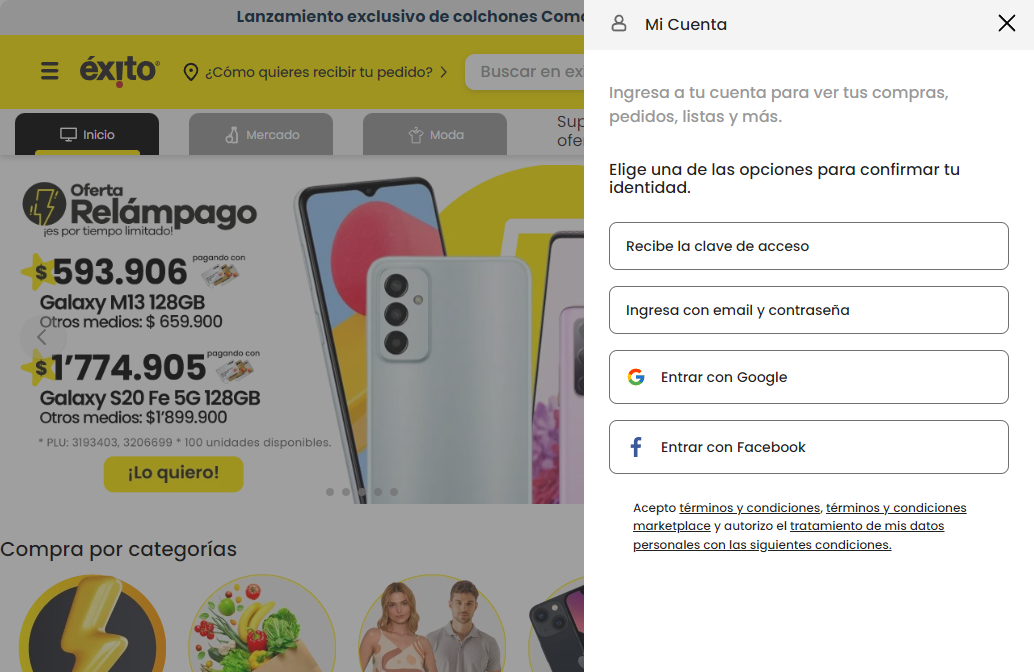 Lanzamiento exclusivo de colchones
éxito
¿Cómo quieres recibir tu pedido?
Buscar en
Inicio
Mercado
Moda
Oferta
Relámpago
¡es por tiempo limitado!
$593.906 pagando con
Galaxy M13 128GB
Otros medios: $ 659.900
$1’774.905 pagando con
Galaxy S20 Fe 5G 128GB
Otros medios: $1’899.900
* PLU: 3193403, 3206699 * 100 unidades disponibles.
¡Lo quiero!
Compra por categorías
Mi Cuenta
Ingresa a tu cuenta para ver tus compras,
pedidos, listas y más.
Elige una de las opciones para confirmar tu
identidad.
Recibe la clave de acceso
Ingresa con email y contraseña
Entrar con Google
Entrar con Facebook
Acepto términos y condiciones, términos y condiciones
marketplace y autorizo el tratamiento de mis datos
personales con las siguientes condiciones.